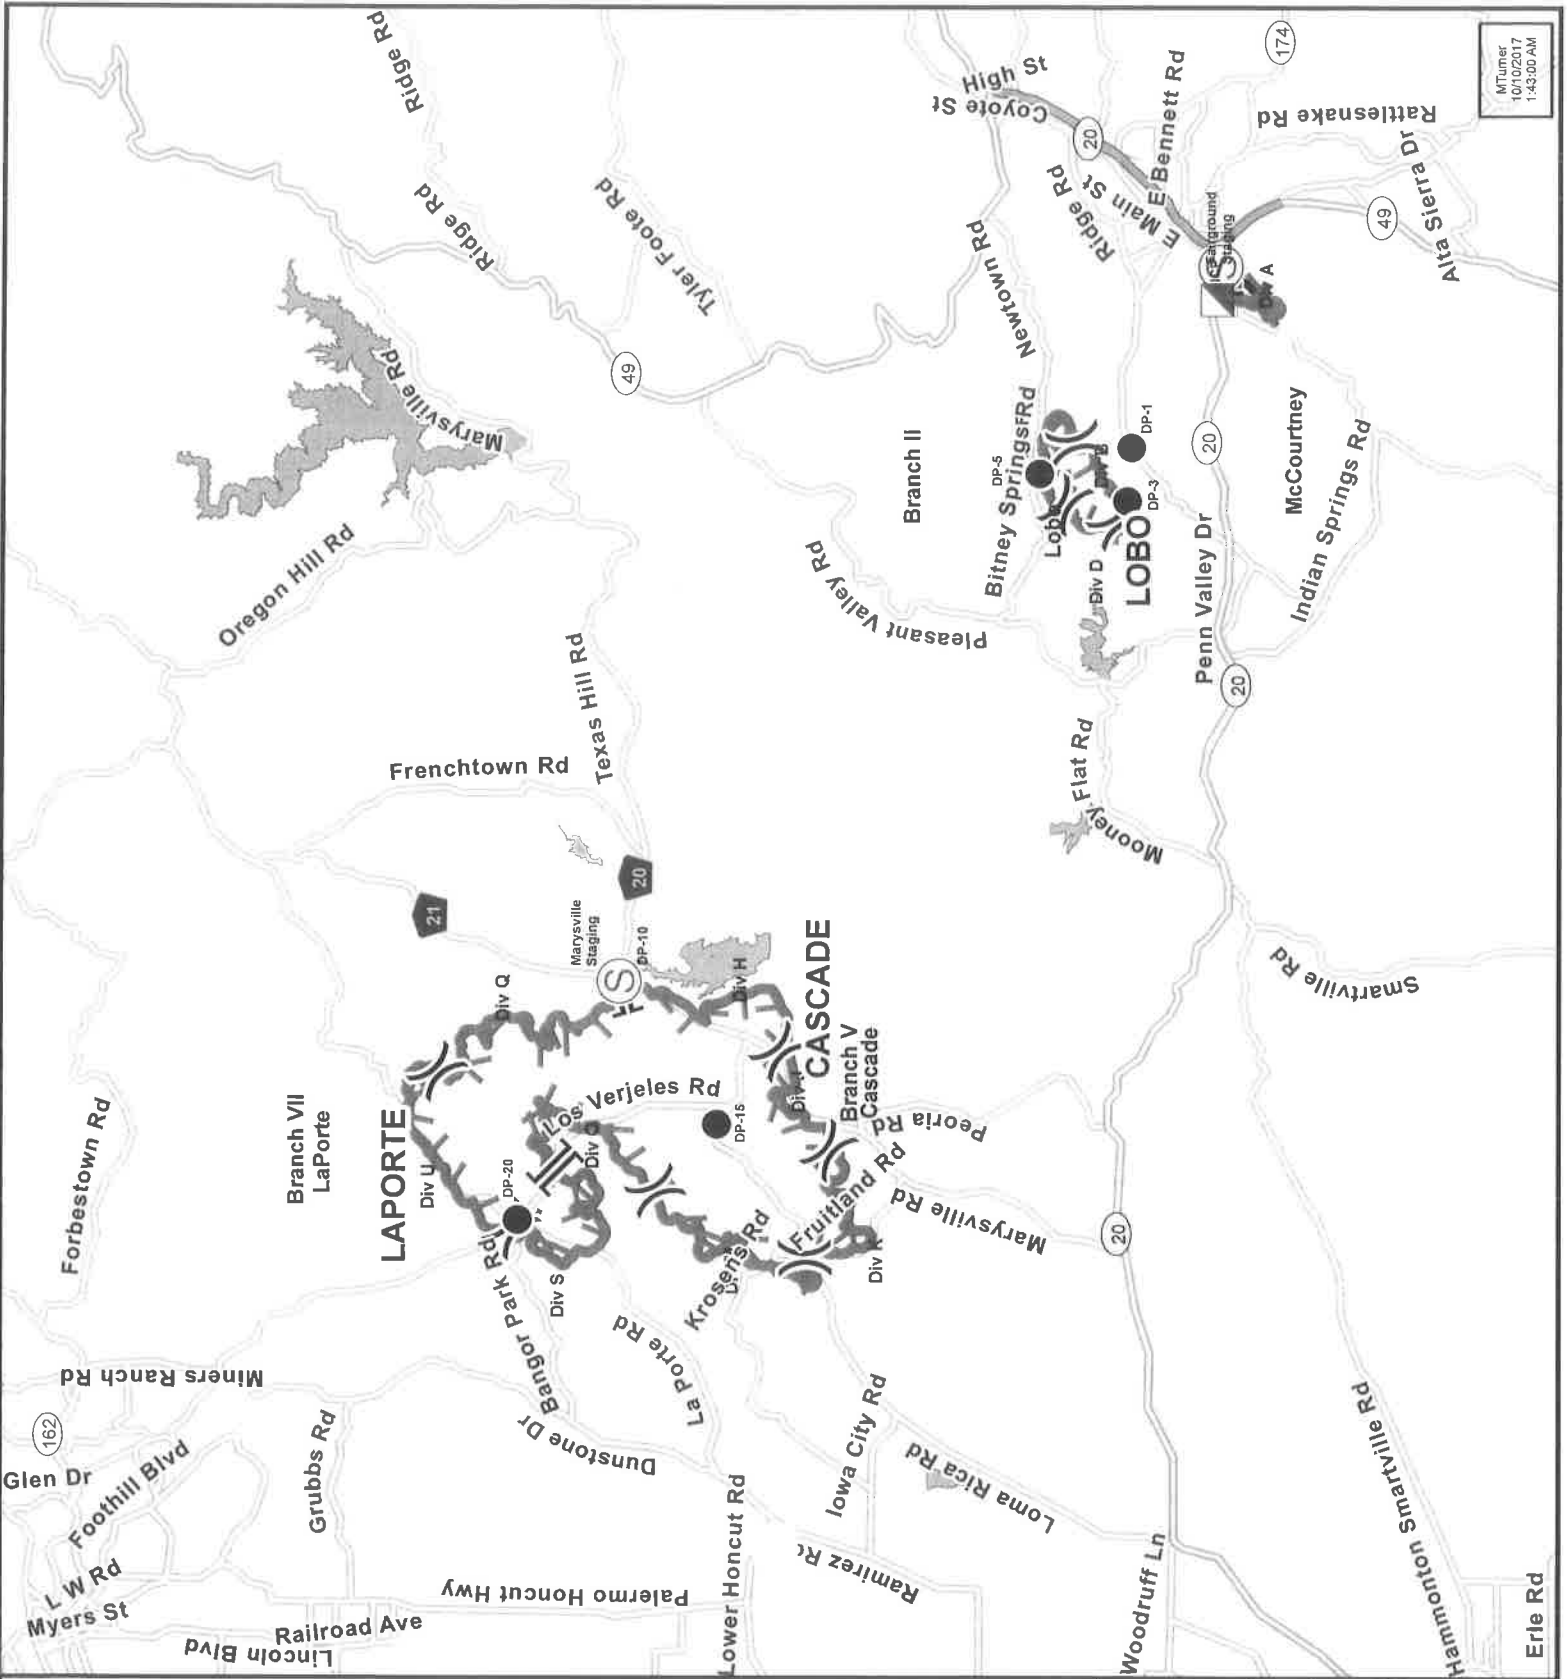 MTurner
10/10/2017
1:43:00 AM
Ridge Rd
Ridge Rd
Ridge Rd
Tyler Foote Rd
49
Marysville Rd
Oregon Hill Rd
Texas Hill Rd
Frenchtown Rd
High St
Coyote St
20
174
E Bennett Rd
Rattlesnake Rd
Ridge Rd
E Main St
Newtown Rd
Fairground
Staging
A
49
Alta Sierra Dr
Branch II
Bitney Springs Rd
DP-5
DP-1
DP-3
LOBO
Div D
20
McCourtney
Indian Springs Rd
Penn Valley Dr
Pleasant Valley Rd
20
Mooney Flat Rd
21
20
Marysville
Staging
DP-10
S
Div Q
Div H
CASCADE
Branch V
Cascade
Peoria Rd
Smartville Rd
Branch VII
LaPorte
LAPORTE
Div U
Los Verjeles Rd
DP-15
DP-20
Div S
Fruitland Rd
Krosens Rd
Marysville Rd
20
Forbestown Rd
Miners Ranch Rd
Bangor Park Rd
La Porte Rd
162
Glen Dr
Foothill Blvd
Grubbs Rd
Dunstone Dr
Iowa City Rd
Loma Rica Rd
L W Rd
Myers St
Lincoln Blvd
Railroad Ave
Palermo Honcut Hwy
Lower Honcut Rd
Ramirez
Woodruff Ln
Hammonton Smartville Rd
Erle Rd